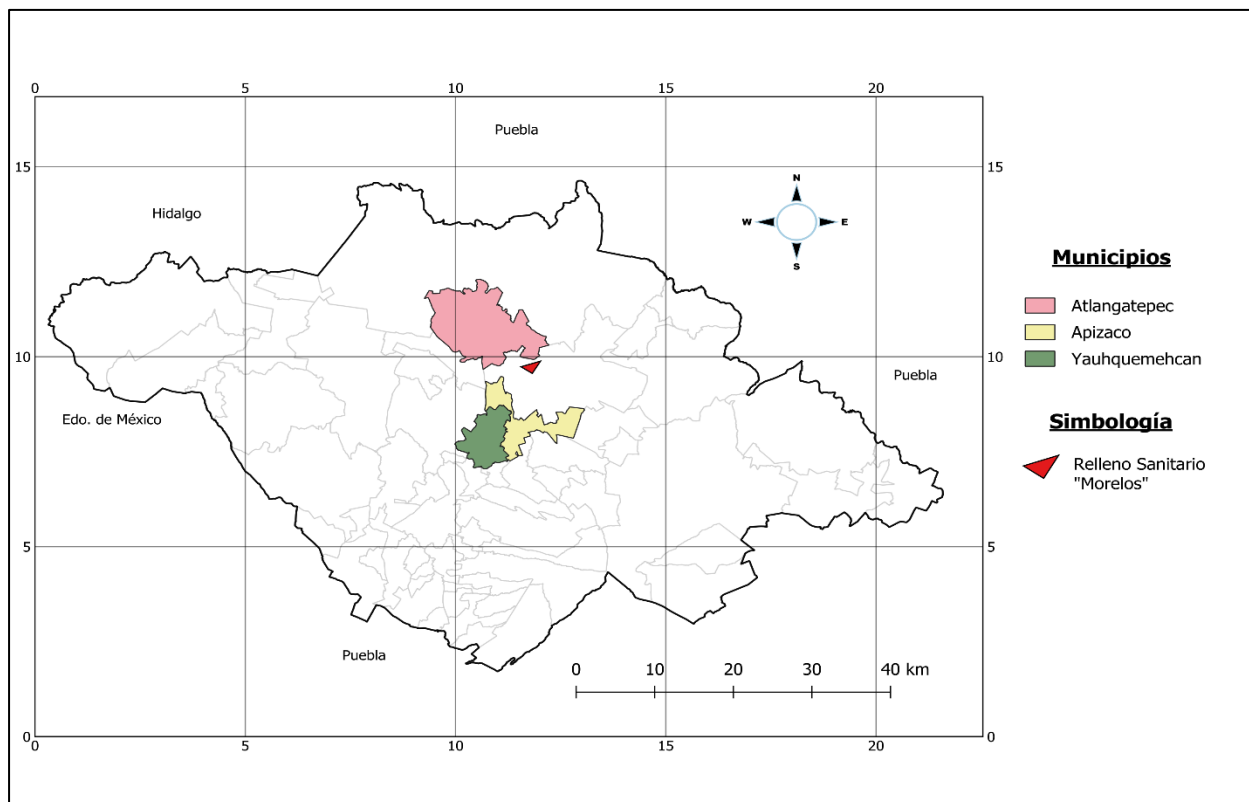 0 5 10 15 20
Puebla
15 15
N
Hidalgo
W E
S
Municipios
Atlangatepec
Apizaco
Yauhquemehcan
10 10
Puebla
Edo. de México
Simbología
Relleno Sanitario
"Morelos"
5 5
Puebla
0 10 20 30 40 km
0 0
0 5 10 15 20